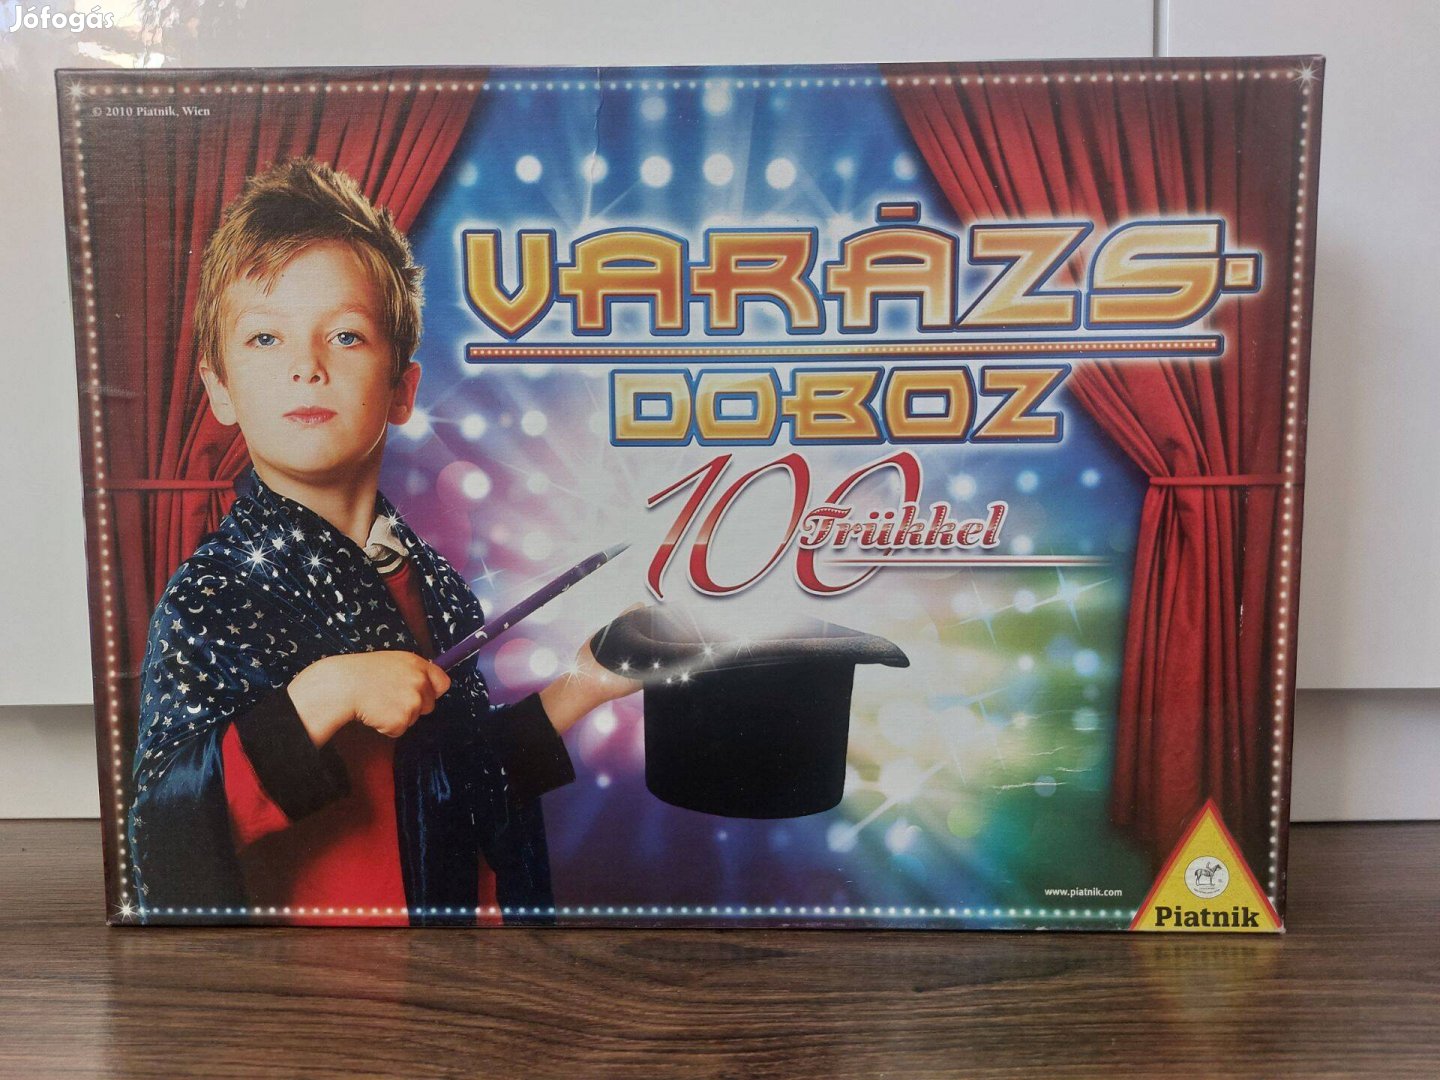 Jófogás
© 2010 Piatnik, Wien
VARÁZS-
DOBOZ
100 Trükkel
www.piatnik.com
Piatnik